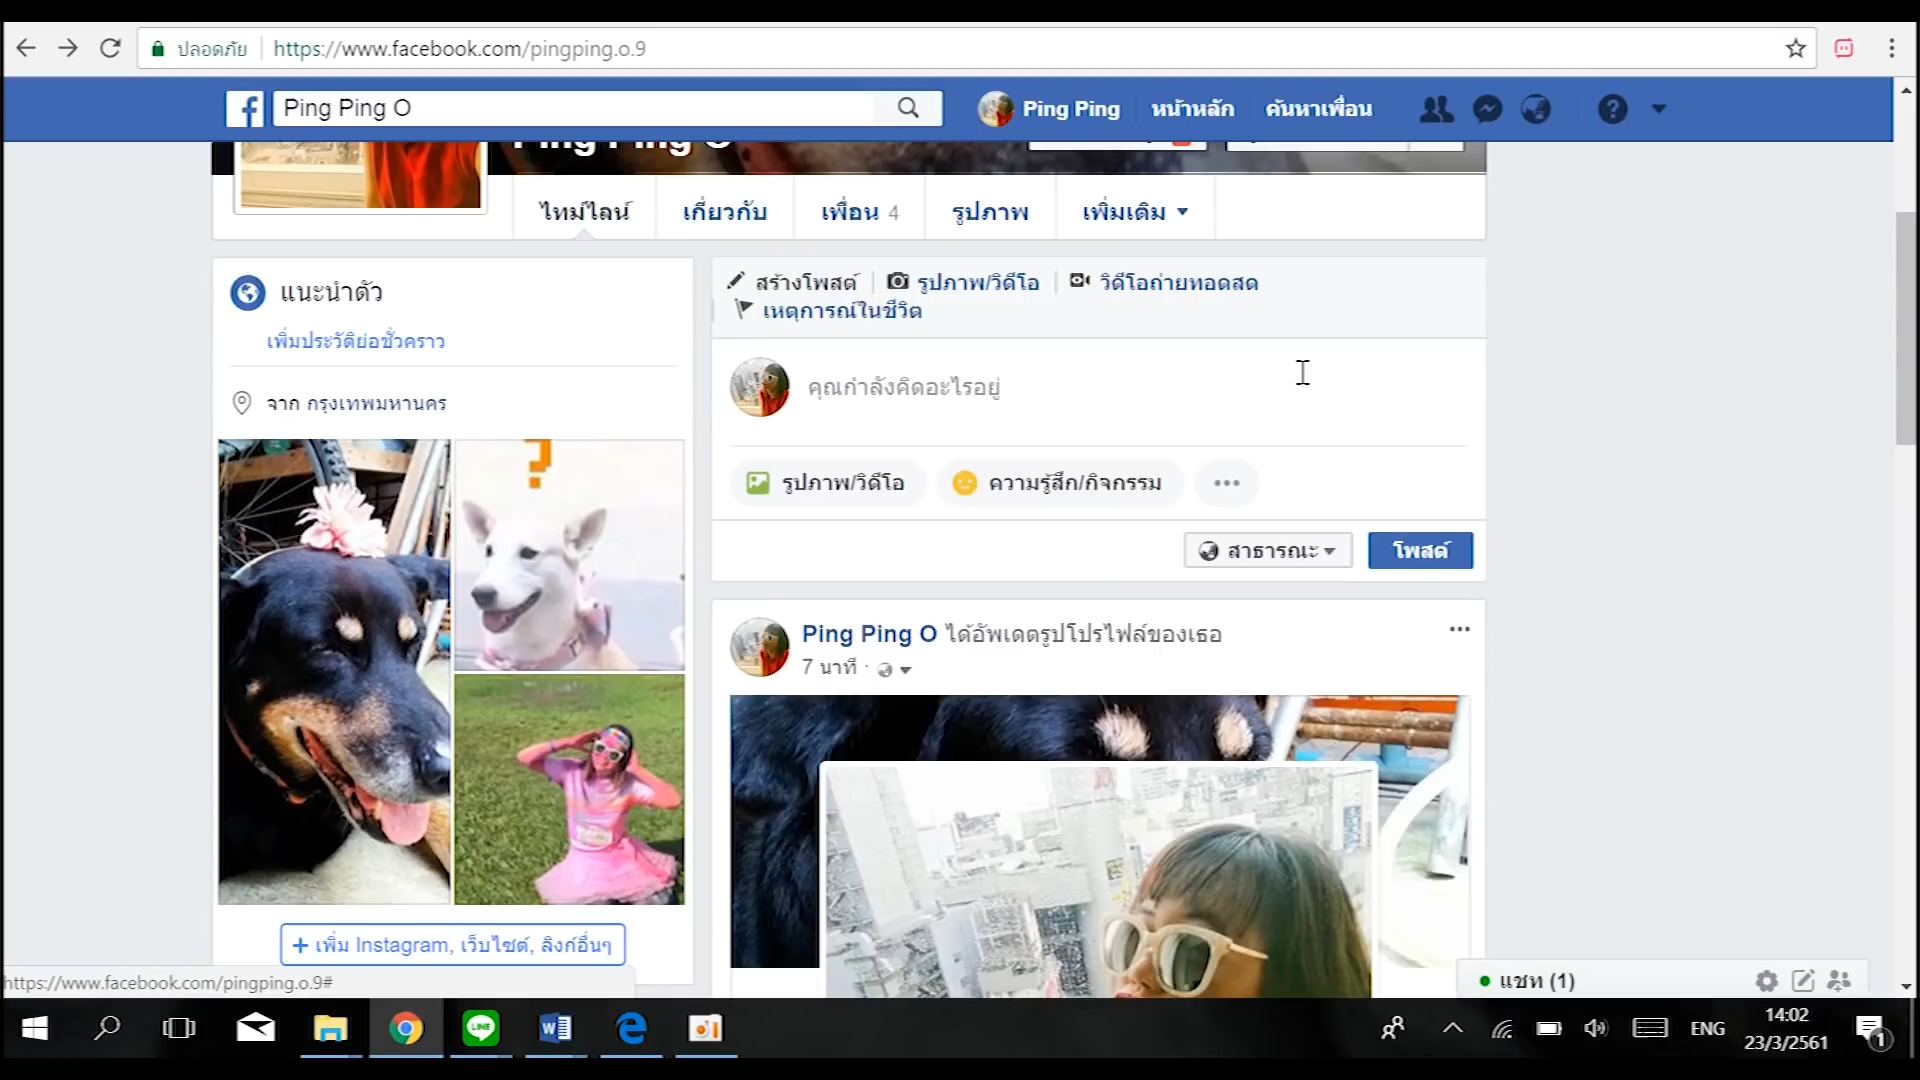 ปลอดภัย https://www.facebook.com/pingping.o.9
Ping Ping O
Ping Ping หน้าหลัก ค้นหาเพื่อน
Ping Ping O
ไทม์ไลน์ เกี่ยวกับ เพื่อน 4 รูปภาพ เพิ่มเติม
แนะนำตัว
เพิ่มประวัติย่อชั่วคราว
จาก กรุงเทพมหานคร
?
+ เพิ่ม Instagram, เว็บไซต์, ลิงก์อื่นๆ
สร้างโพสต์ รูปภาพ/วิดีโอ วิดีโอถ่ายทอดสด
เหตุการณ์ในชีวิต
คุณกำลังคิดอะไรอยู่
รูปภาพ/วิดีโอ ความรู้สึก/กิจกรรม
สาธารณะ โพสต์
Ping Ping O ได้อัพเดตรูปโปรไฟล์ของเธอ
7 นาที ·
https://www.facebook.com/pingping.o.9#
แชท (1)
LINE
ENG
14:02
23/3/2561
1